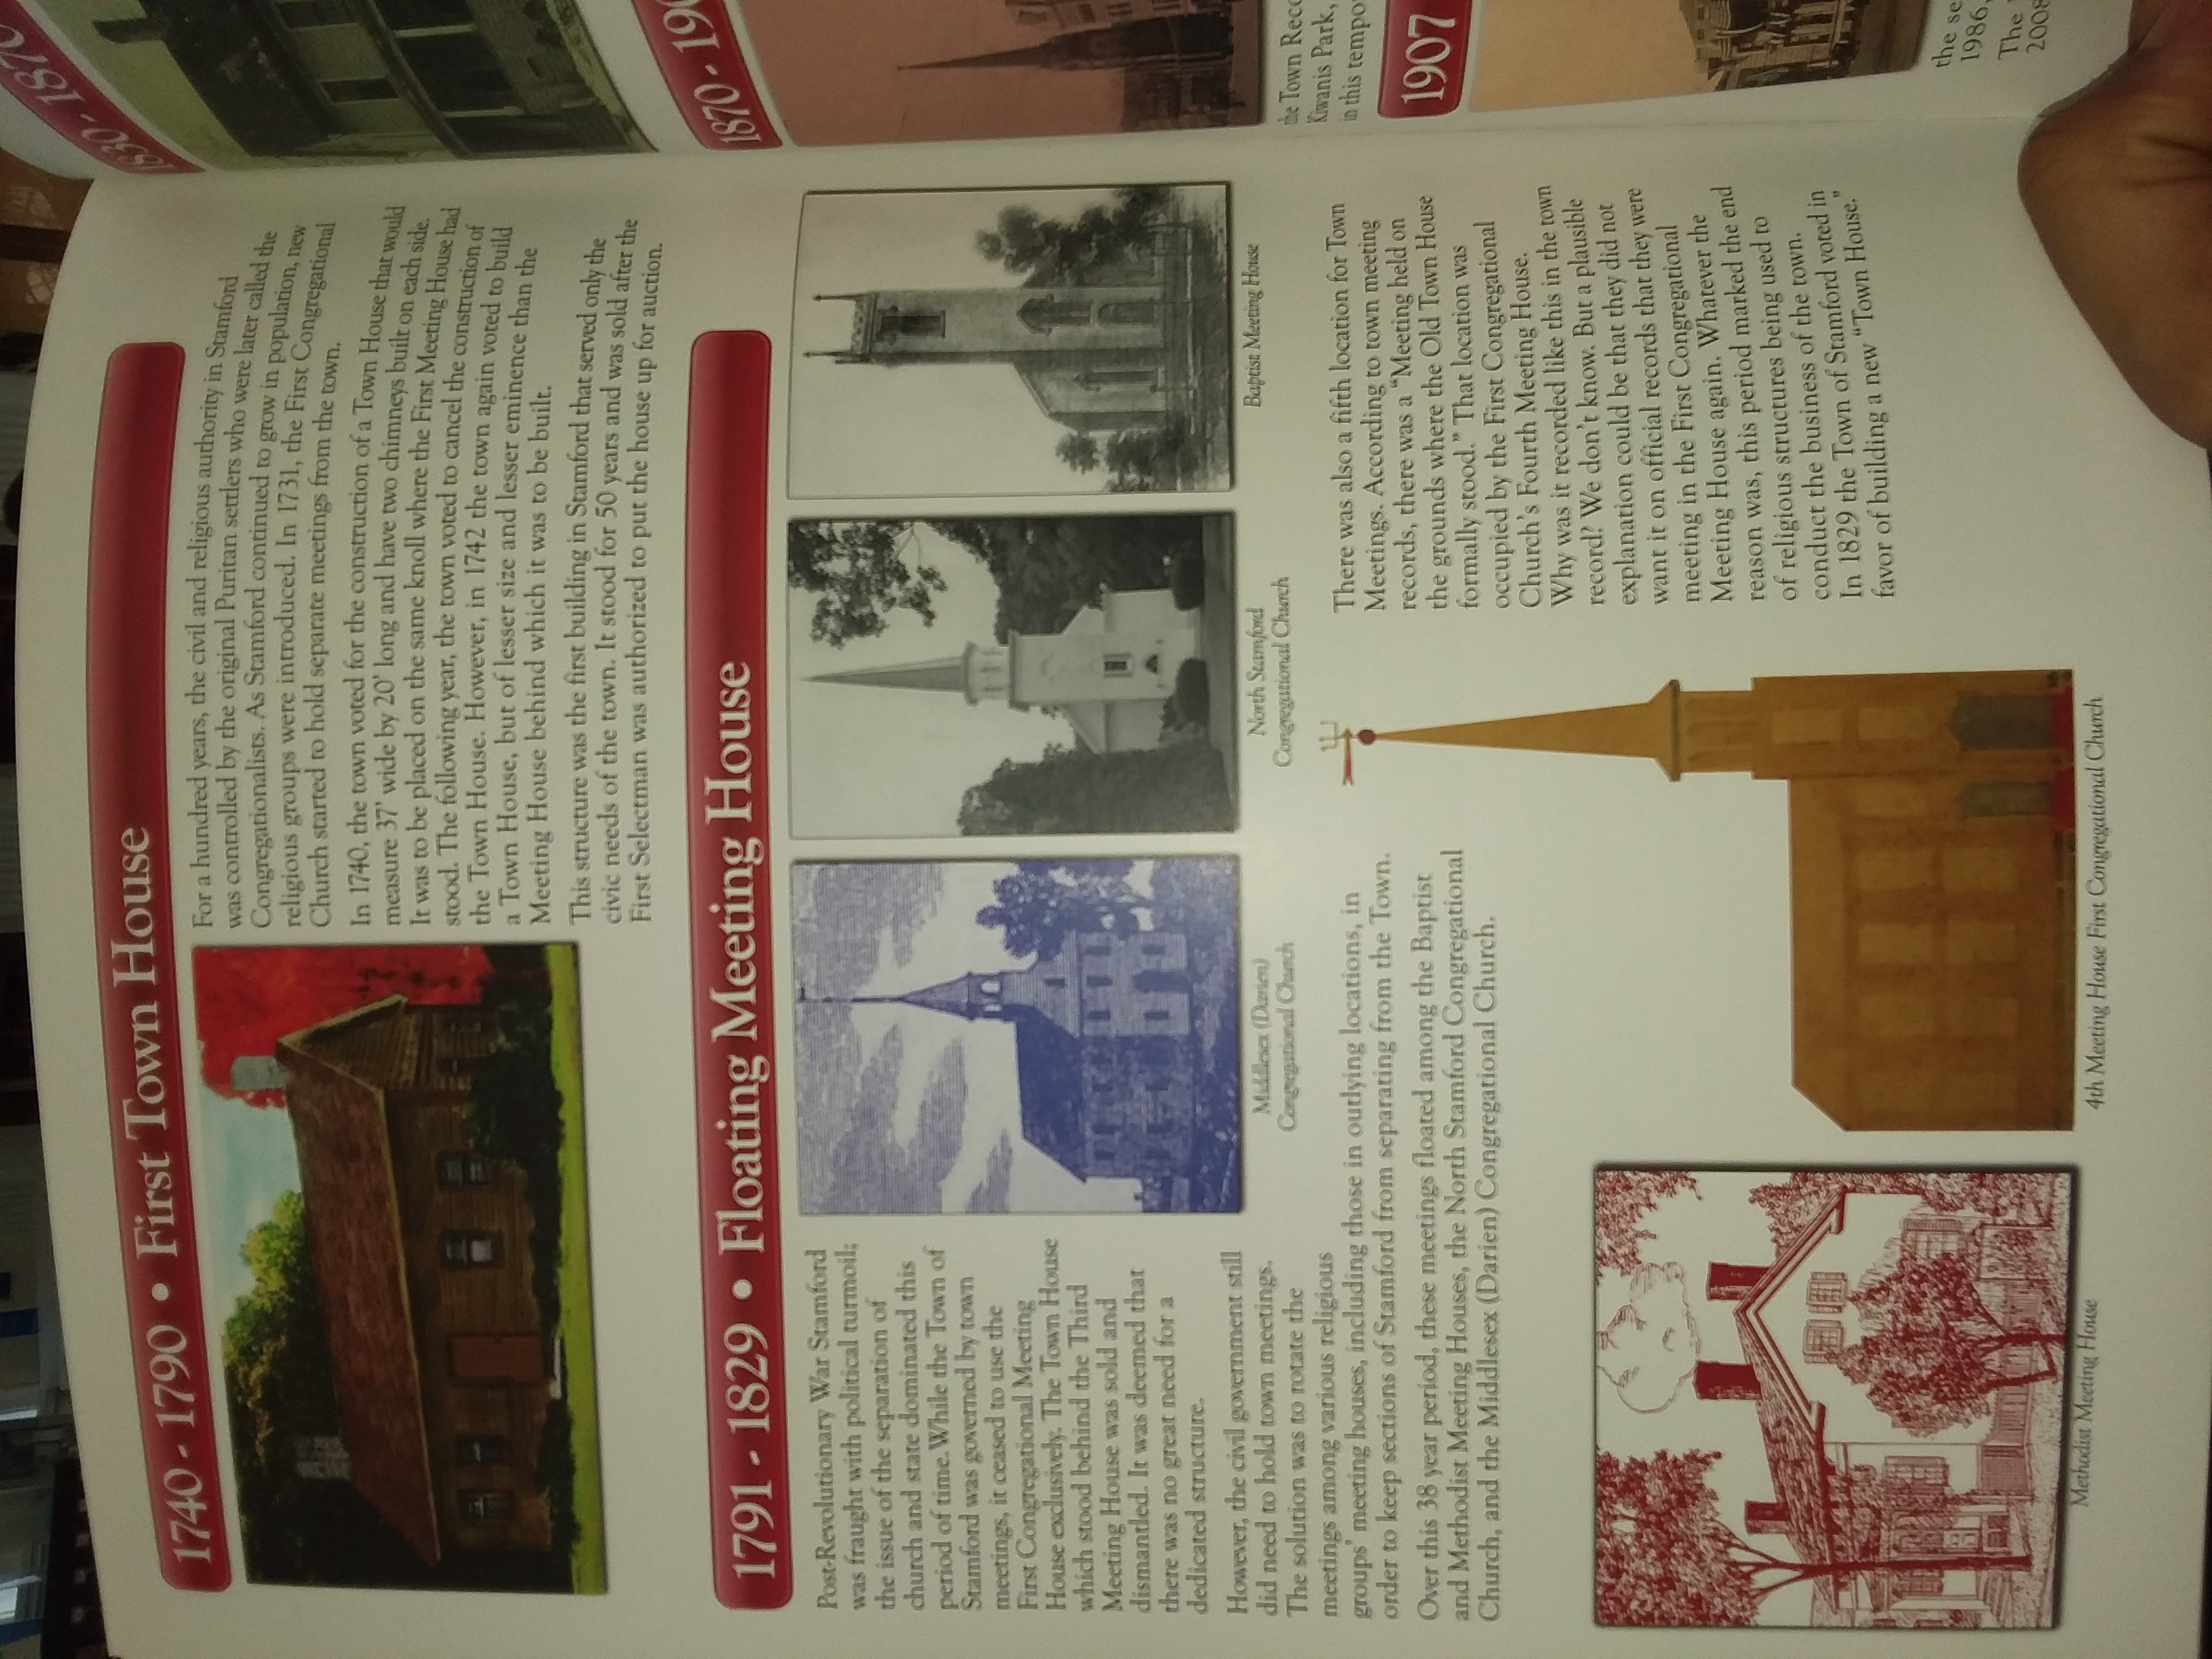 1740 - 1790 • First Town House
For a hundred years, the civil and religious authority in Stamford
was controlled by the original Puritan settlers who were later called the
Congregationalists. As Stamford continued to grow in population, new
religious groups were introduced. In 1731, the First Congregational
Church started to hold separate meetings from the town.
In 1740, the town voted for the construction of a Town House that would
measure 37' wide by 20' long and have two chimneys built on each side.
It was to be placed on the same knoll where the First Meeting House had
stood. The following year, the town voted to cancel the construction of
the Town House. However, in 1742 the town again voted to build
a Town House, but of lesser size and lesser eminence than the
Meeting House behind which it was to be built.
This structure was the first building in Stamford that served only the
civic needs of the town. It stood for 50 years and was sold after the
First Selectman was authorized to put the house up for auction.
1791 - 1829 • Floating Meeting House
Post-Revolutionary War Stamford
was fraught with political turmoil;
the issue of the separation of
church and state dominated this
period of time. While the Town of
Stamford was governed by town
meetings, it ceased to use the
First Congregational Meeting
House exclusively. The Town House
which stood behind the Third
Meeting House was sold and
dismantled. It was deemed that
there was no great need for a
dedicated structure.
However, the civil government still
did need to hold town meetings.
The solution was to rotate the
meetings among various religious
groups' meeting houses, including those in outlying locations, in
order to keep sections of Stamford from separating from the Town.
Over this 38 year period, these meetings floated among the Baptist
and Methodist Meeting Houses, the North Stamford Congregational
Church, and the Middlesex (Darien) Congregational Church.
Middlesex (Darien)
Congregational Church
North Stamford
Congregational Church
Baptist Meeting House
There was also a fifth location for Town
Meetings. According to town meeting
records, there was a "Meeting held on
the grounds where the Old Town House
formally stood." That location was
occupied by the First Congregational
Church's Fourth Meeting House.
Why was it recorded like this in the town
record? We don't know. But a plausible
explanation could be that they did not
want it on official records that they were
meeting in the First Congregational
Meeting House again. Whatever the
reason was, this period marked the end
of religious structures being used to
conduct the business of the town.
In 1829 the Town of Stamford voted in
favor of building a new "Town House."
Methodist Meeting House
4th Meeting House First Congregational Church
1830 - 1870
1870 - 190
the Town Reco
Kiwanis Park,
in this tempo
1907
the se
1986,
The
2008